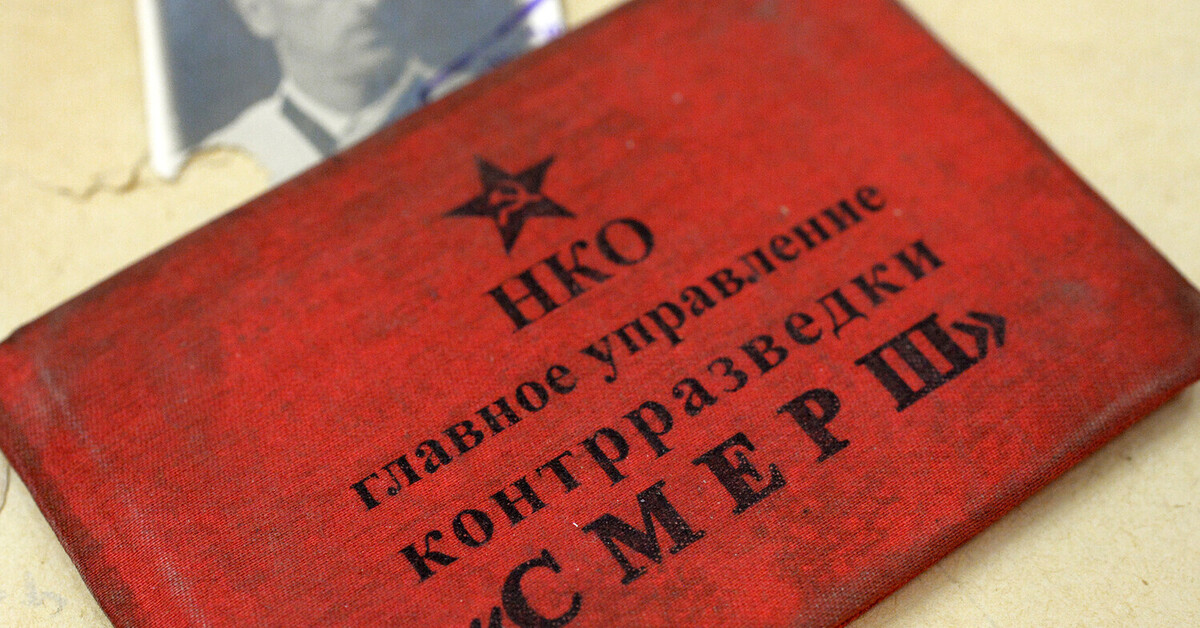 НКО
главное управление
контрразведки
«СМЕРШ»